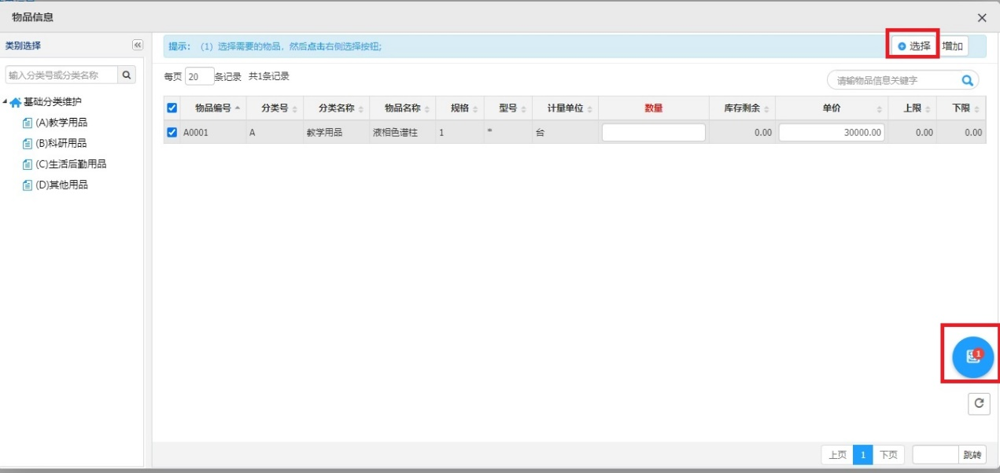 物品信息
类别选择
输入分类号或分类名称
基础分类维护
(A)教学用品
(B)科研用品
(C)生活后勤用品
(D)其他用品
提示: (1) 选择需要的物品, 然后点击右侧选择按钮;
选择 增加
每页 20 条记录 共1条记录
请输物品信息关键字
物品编号 分类号 分类名称 物品名称 规格 型号 计量单位 数量 库存剩余 单价 上限 下限
A0001 A 教学用品 液相色谱柱 1 * 台 0.00 30000.00 0.00 0.00
1
上页 1 下页 跳转